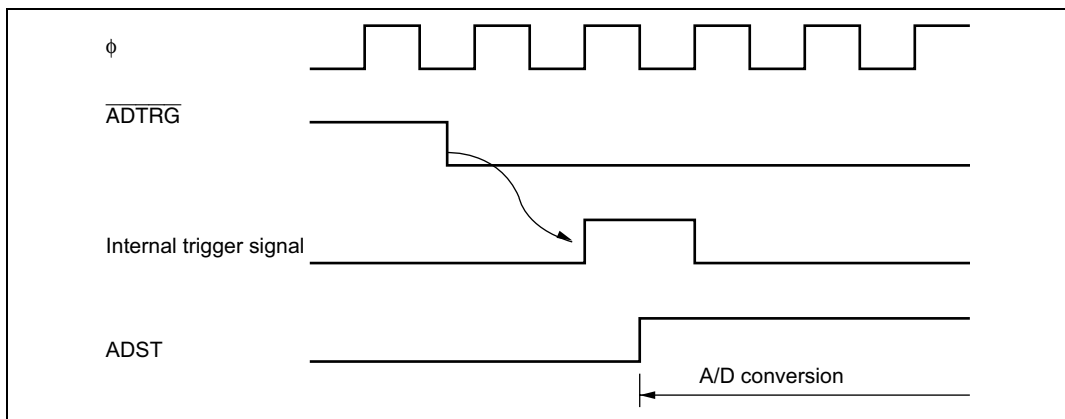 ϕ
ADTRG
Internal trigger signal
ADST
A/D conversion